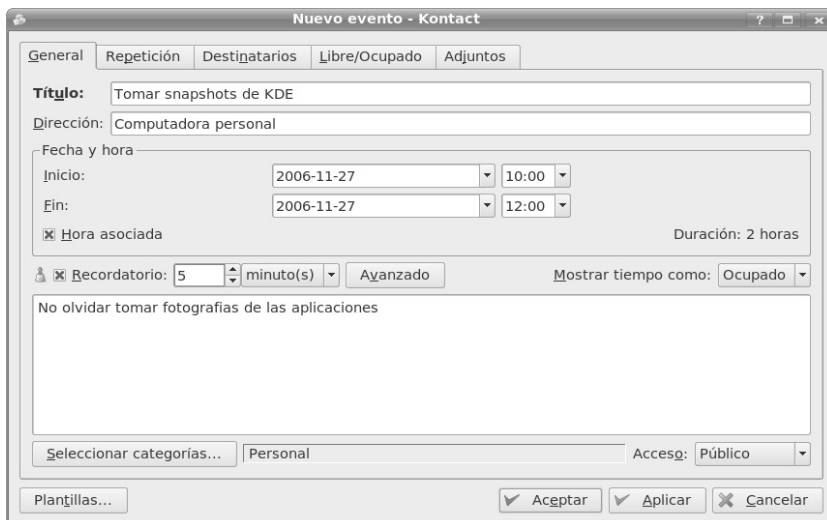 Nuevo evento - Kontact
General Repetición Destinatarios Libre/Ocupado Adjuntos
Título: Tomar snapshots de KDE
Dirección: Computadora personal
Fecha y hora
Inicio: 2006-11-27 10:00
Fin: 2006-11-27 12:00
Hora asociada Duración: 2 horas
Recordatorio: 5 minuto(s) Avanzado Mostrar tiempo como: Ocupado
No olvidar tomar fotografias de las aplicaciones
Seleccionar categorías... Personal Acceso: Público
Plantillas... Aceptar Aplicar Cancelar